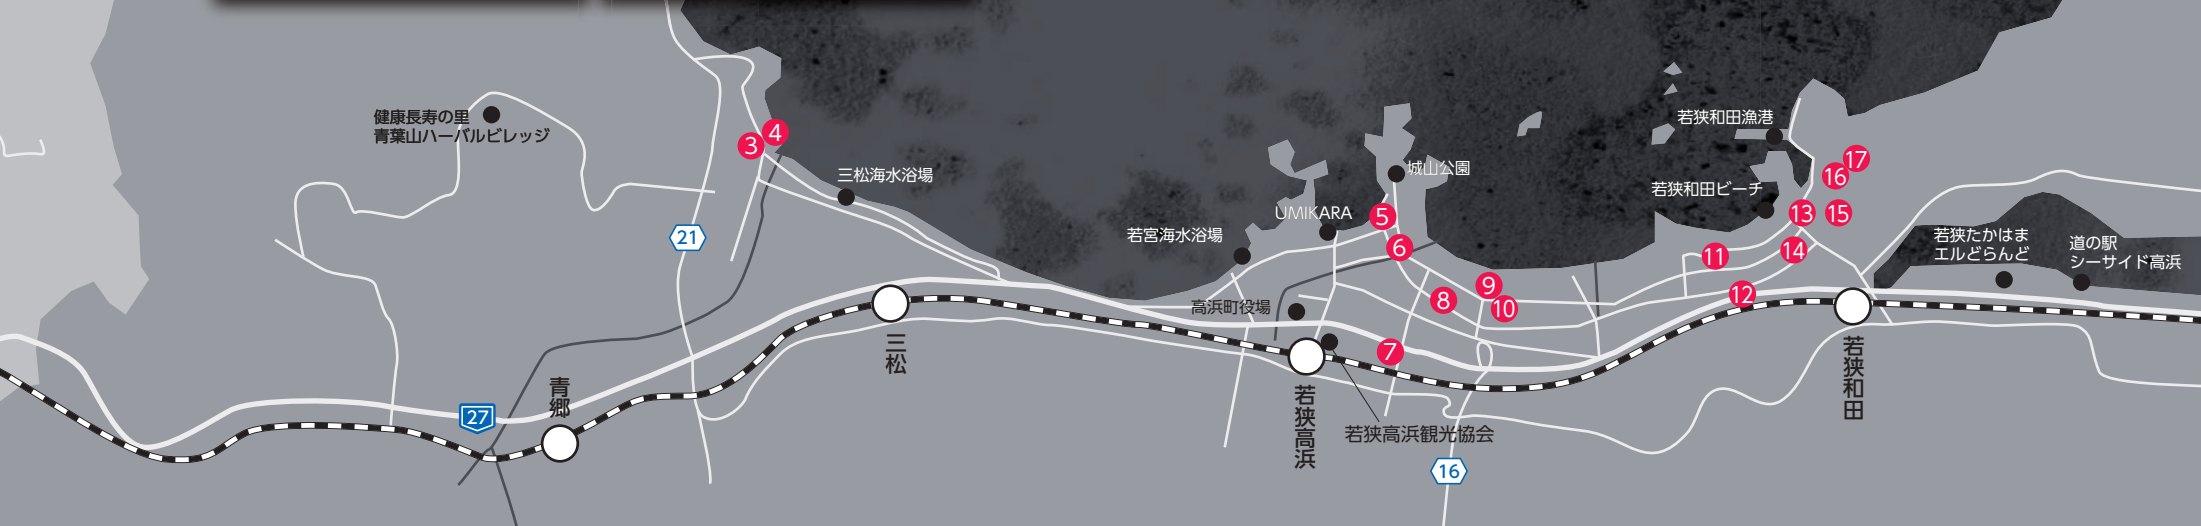 健康長寿の里
青葉山ハーバルビレッジ
3
4
三松海水浴場
21
27
青郷
三松
若宮海水浴場
UMIKARA
城山公園
5
6
高浜町役場
7
8
9
10
若狭高浜
若狭高浜観光協会
16
若狭和田漁港
若狭和田ビーチ
11
12
13
14
15
16
17
若狭和田
若狭たかはま
エルどらんど
道の駅
シーサイド高浜